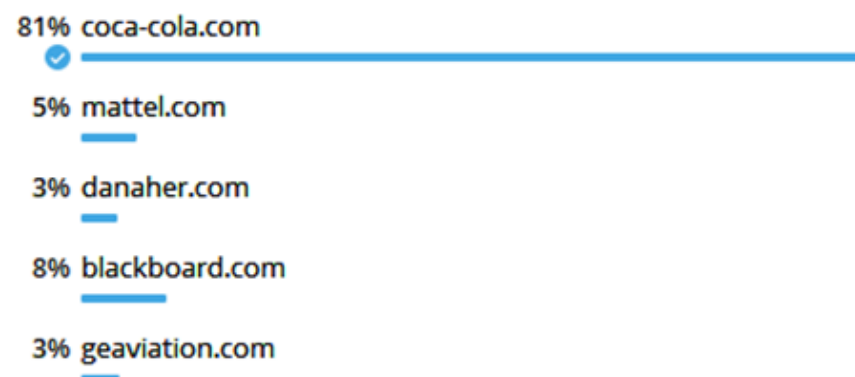 81% coca-cola.com
5% mattel.com
3% danaher.com
8% blackboard.com
3% geaviation.com